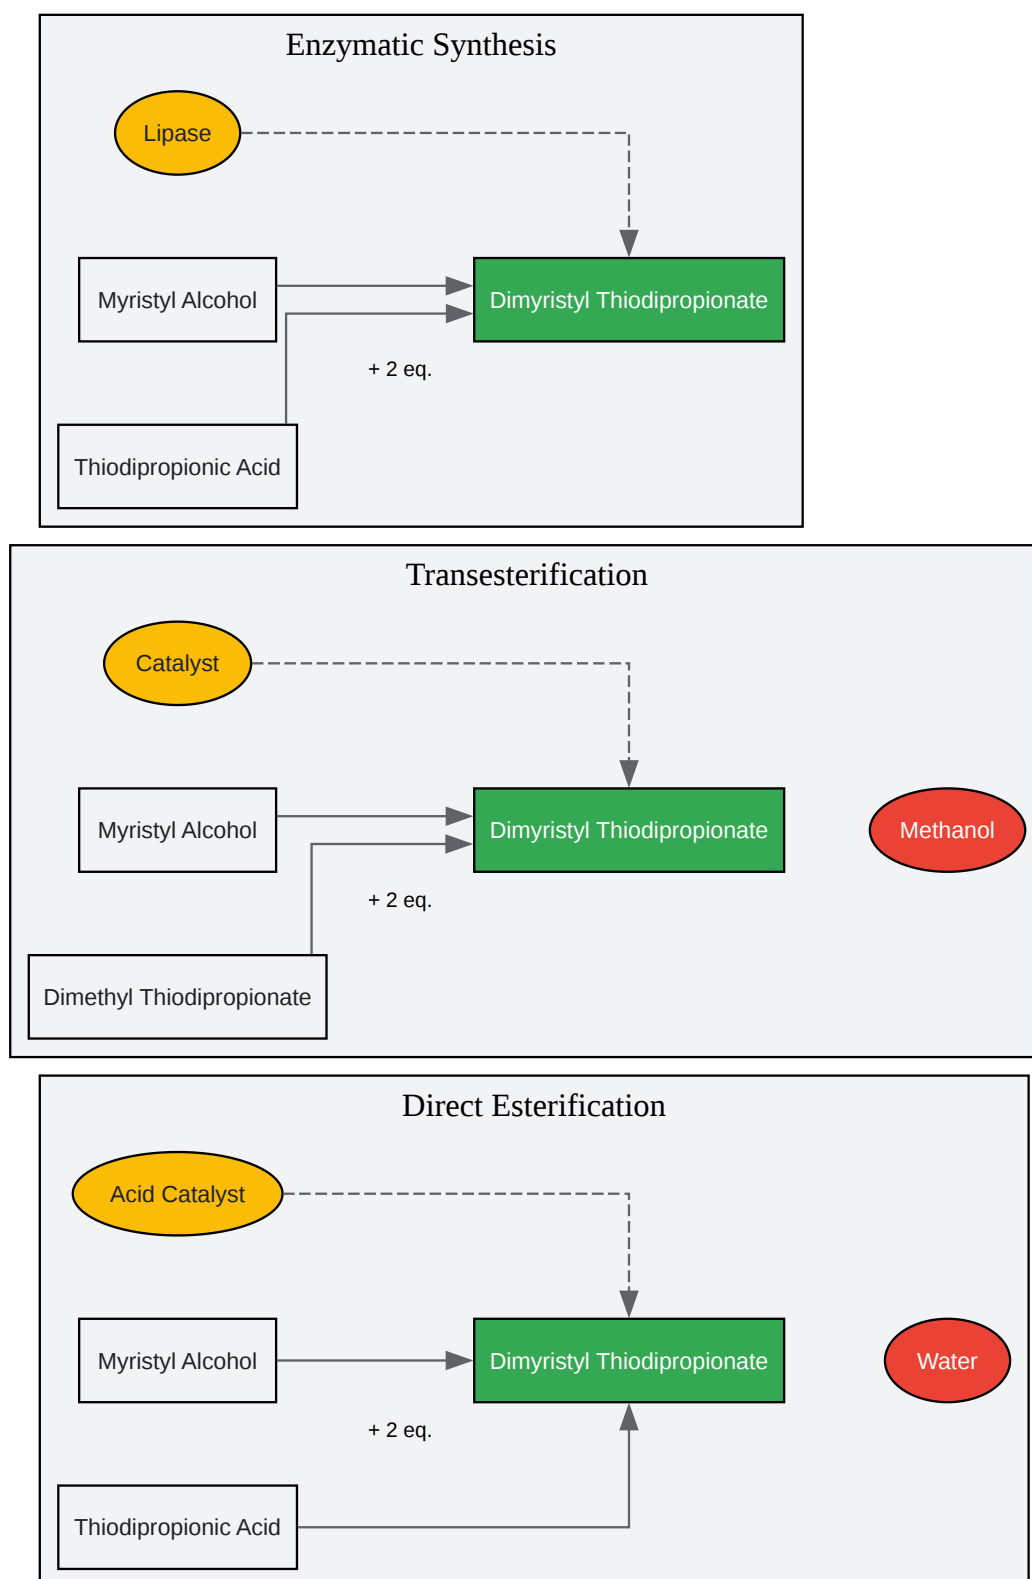 Enzymatic Synthesis
Lipase
Myristyl Alcohol
Dimyristyl Thiodipropionate
+ 2 eq.
Thiodipropionic Acid
Transesterification
Catalyst
Myristyl Alcohol
Dimyristyl Thiodipropionate
Methanol
+ 2 eq.
Dimethyl Thiodipropionate
Direct Esterification
Acid Catalyst
Myristyl Alcohol
Dimyristyl Thiodipropionate
Water
+ 2 eq.
Thiodipropionic Acid